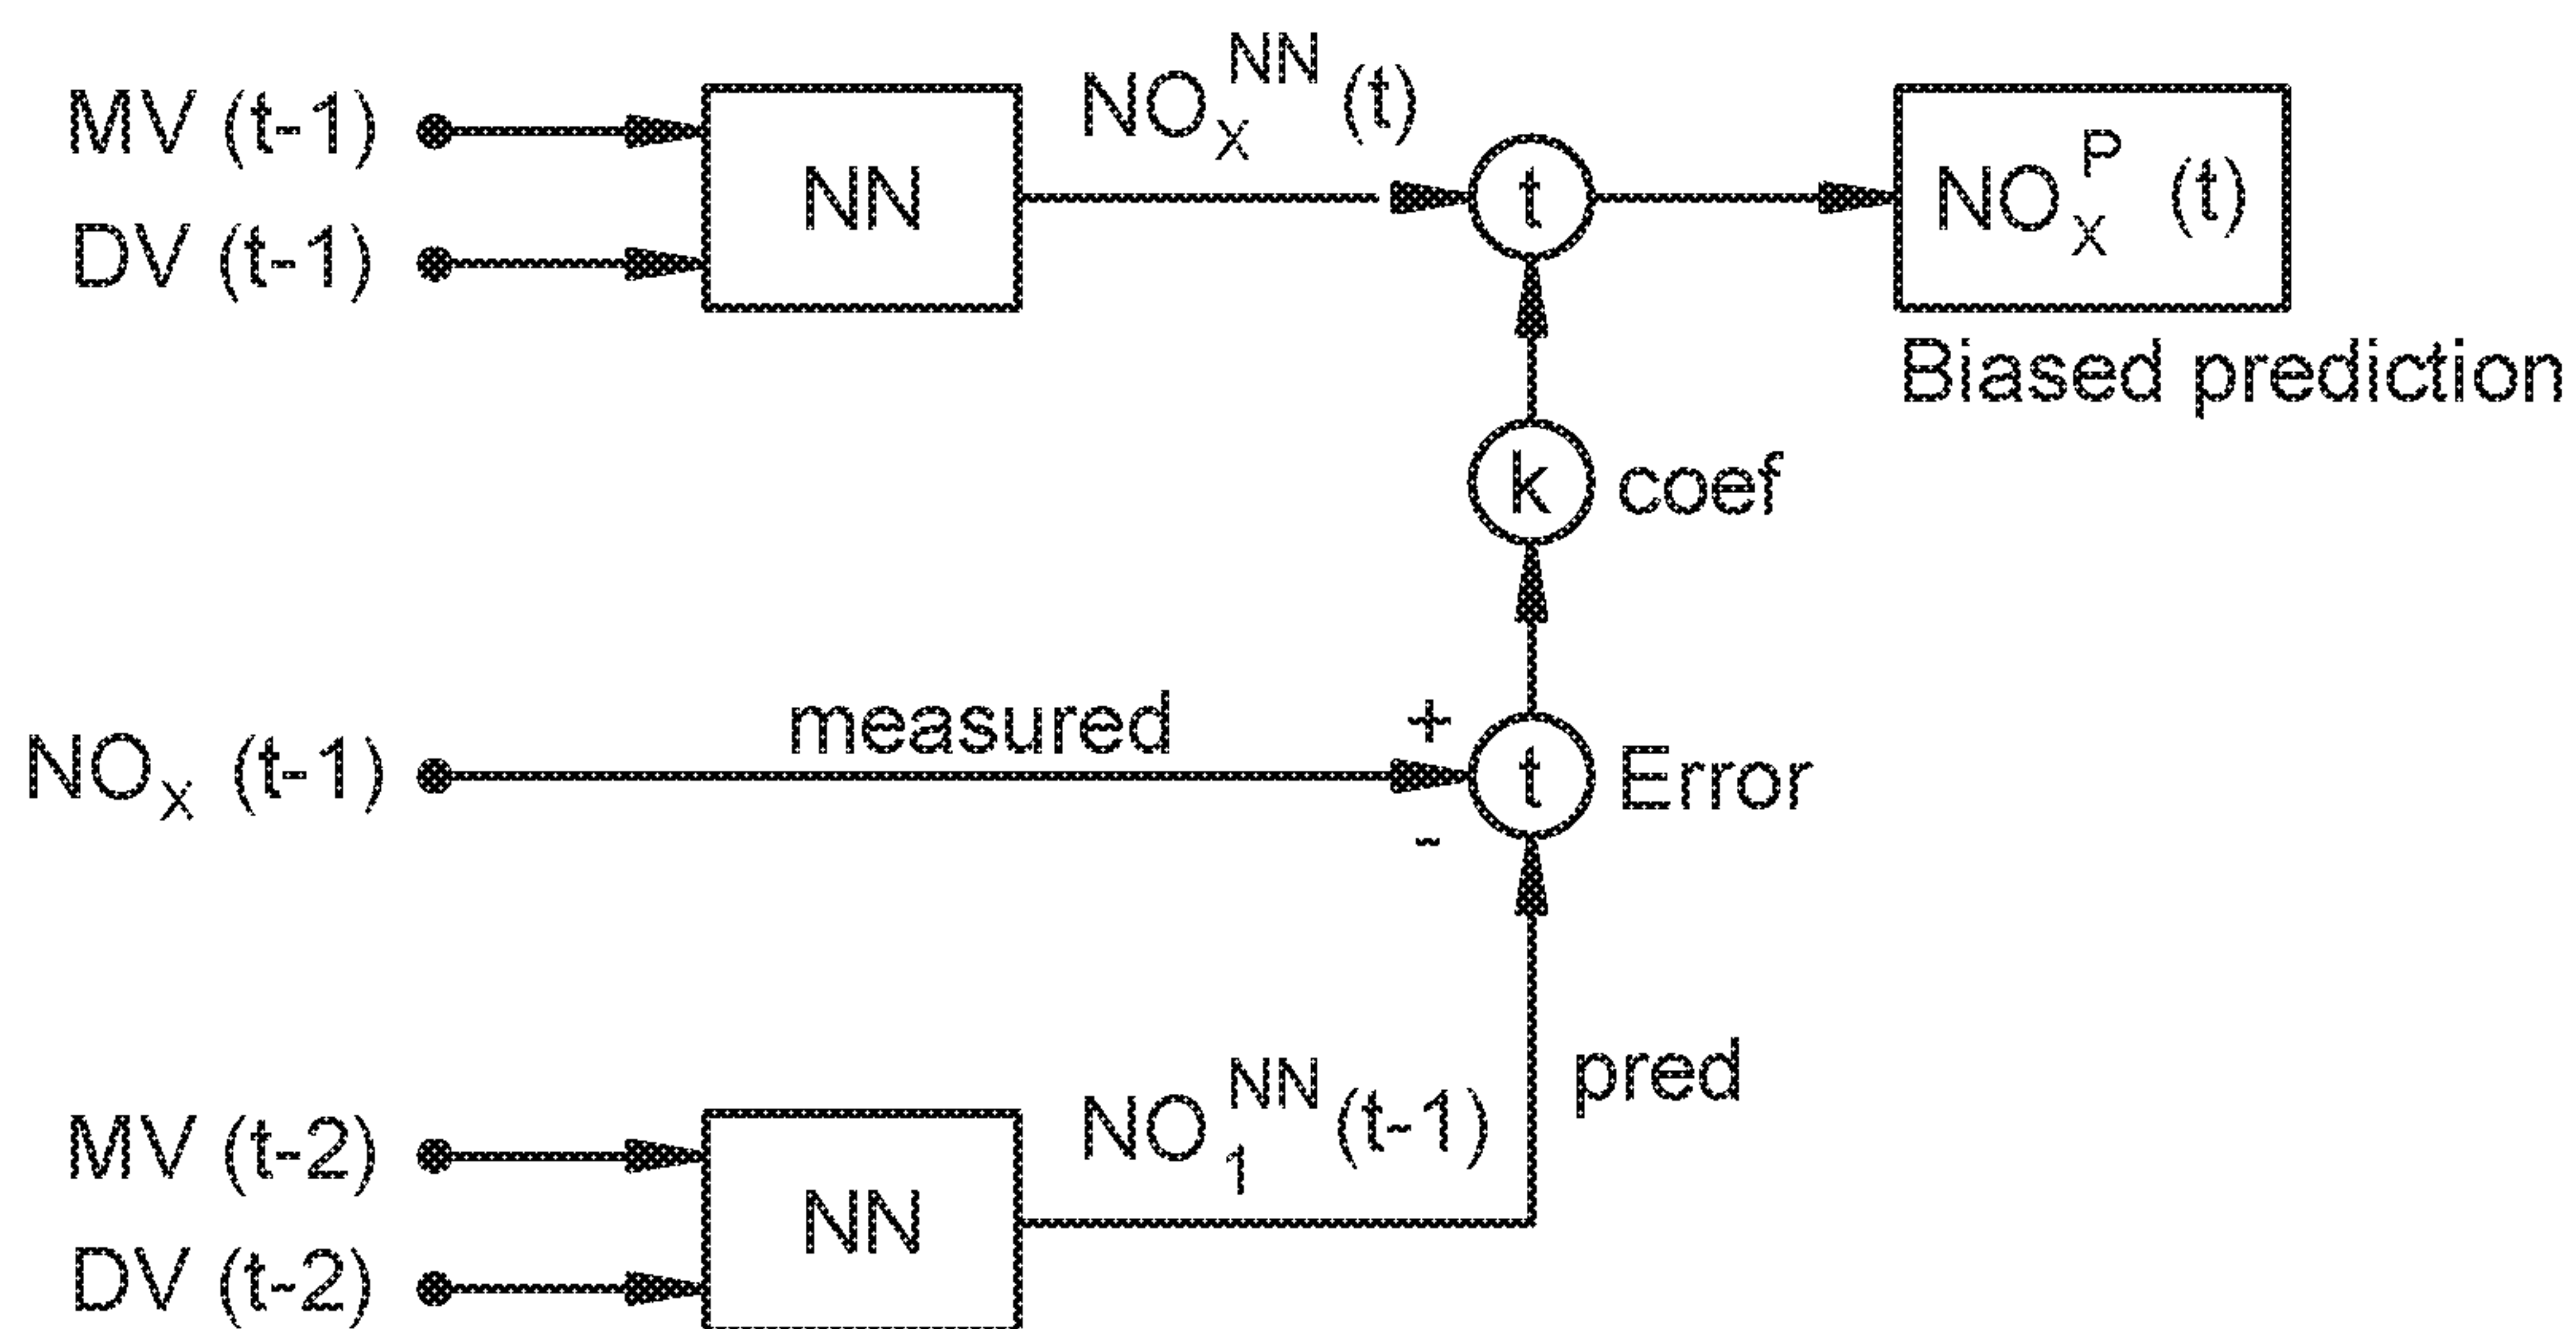 MV (t-1)
DV (t-1)
NN
NO_X^NN (t)
t
NO_X^P (t)
Biased prediction
k coef
NO_X (t-1)
measured
+
-
t Error
MV (t-2)
DV (t-2)
NN
NO_1^NN (t-1)
pred